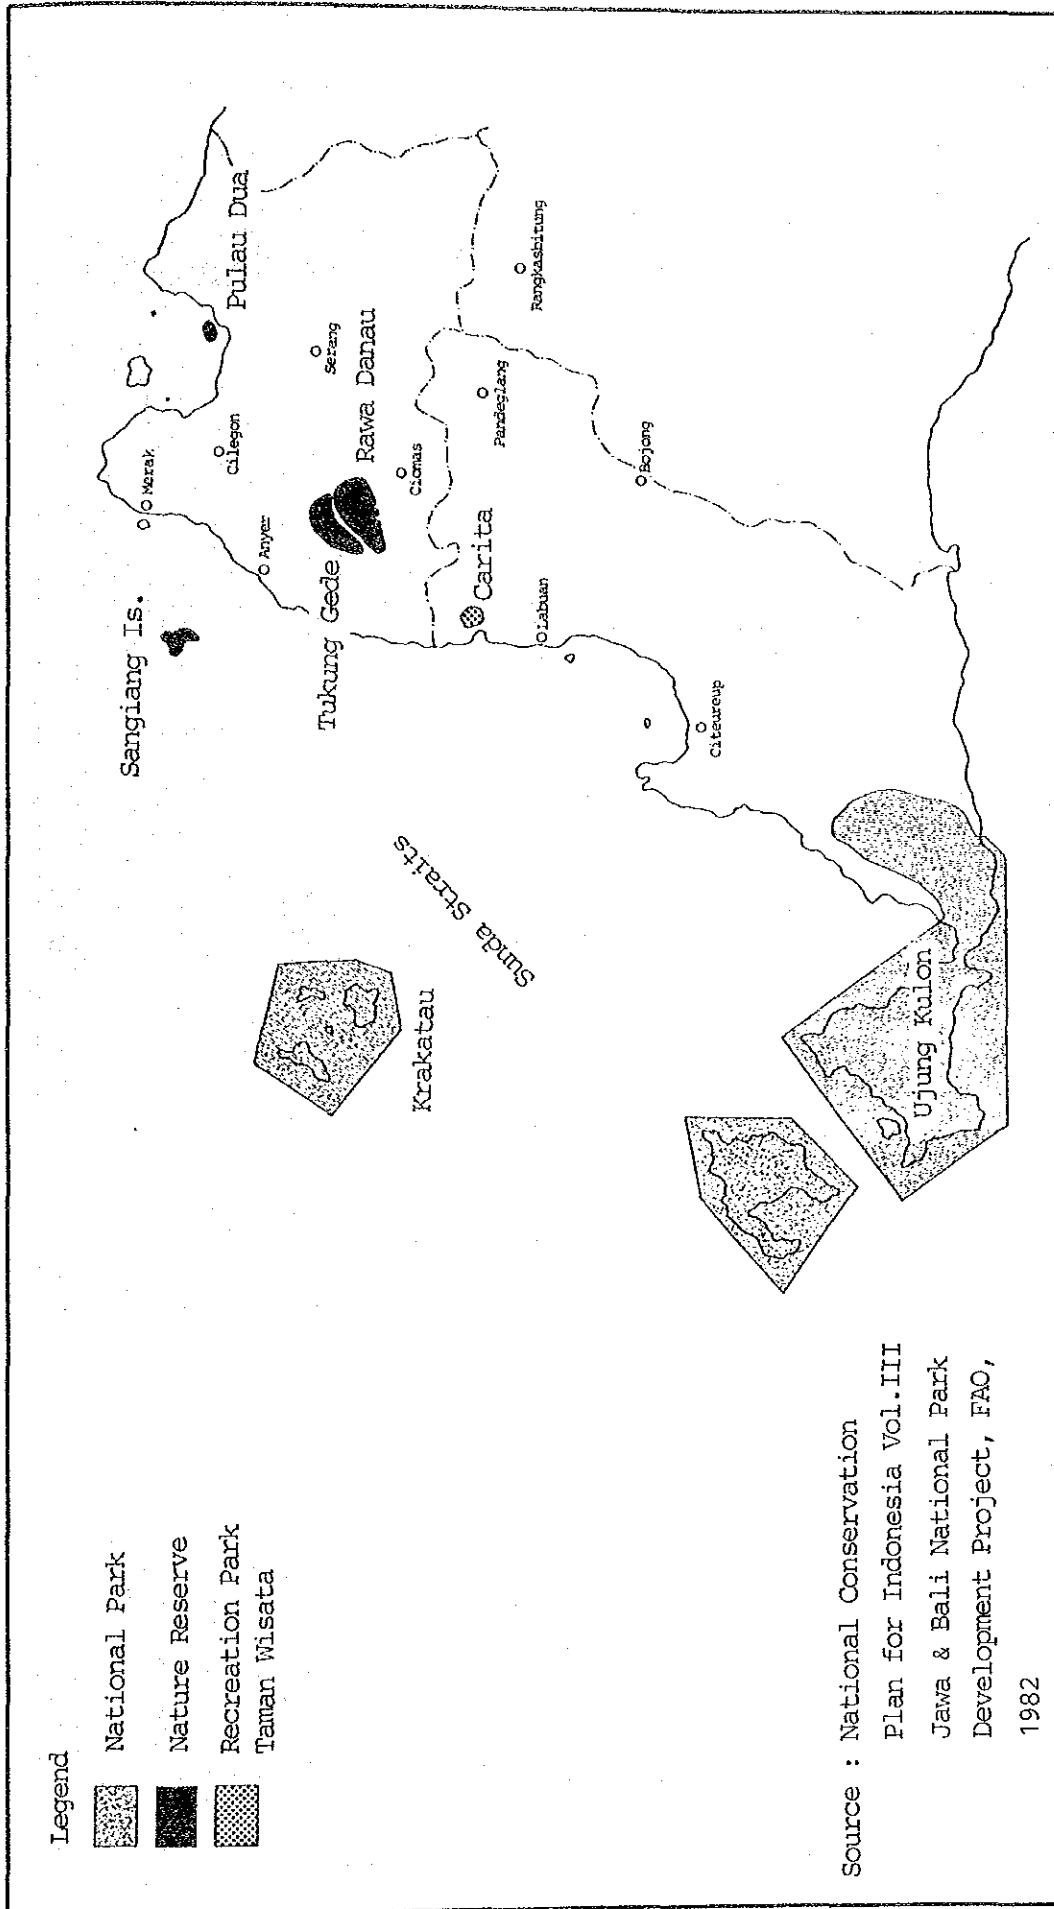 Legend
National Park
Nature Reserve
Recreation Park
Taman Wisata
Sangiang Is.
Pulau Dua
Merak
Cilegon
Anyer
Serang
Tukung Gede
Rawa Danau
Ciomas
Carita
Pandeglang
Rangkasbitung
Labuan
Bojong
Citeureup
Sunda Straits
Krakatau
Ujung Kulon
Source : National Conservation
Plan for Indonesia Vol.III
Jawa & Bali National Park
Development Project, FAO,
1982